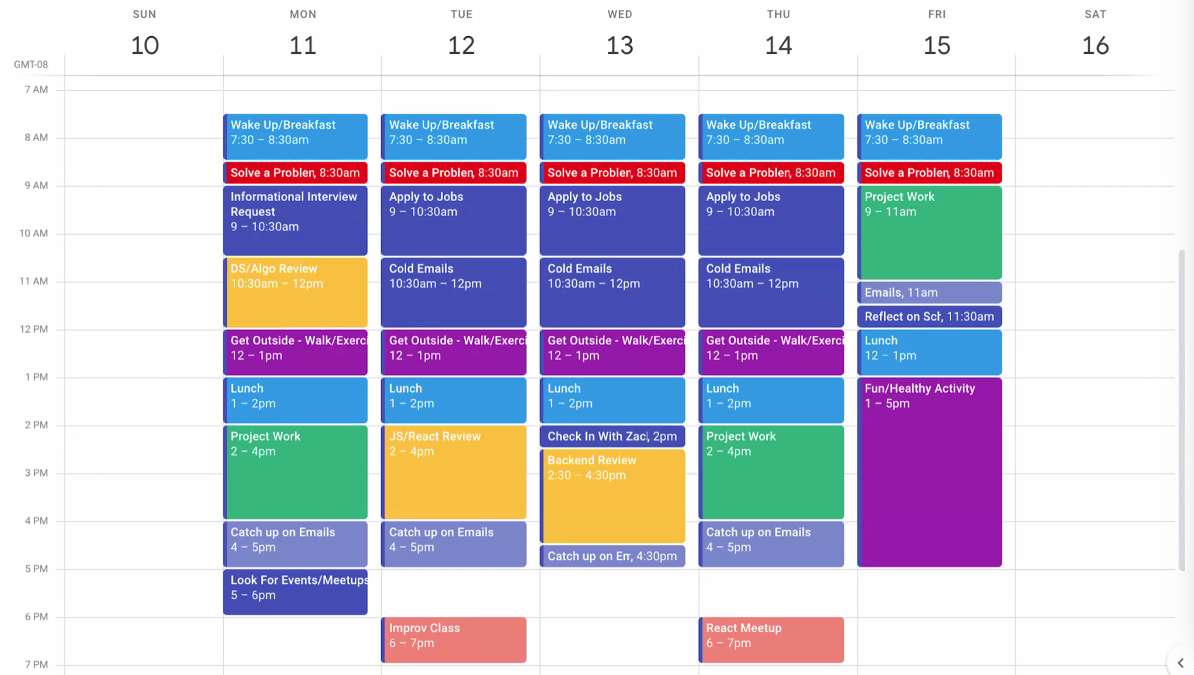 SUN MON TUE WED THU FRI SAT
10 11 12 13 14 15 16
GMT-08
7 AM
8 AM
9 AM
10 AM
11 AM
12 PM
1 PM
2 PM
3 PM
4 PM
5 PM
6 PM
7 PM
Wake Up/Breakfast
7:30 – 8:30am
Solve a Probler, 8:30am
Informational Interview
Request
9 – 10:30am
DS/Algo Review
10:30am – 12pm
Get Outside - Walk/Exerci
12 – 1pm
Lunch
1 – 2pm
Project Work
2 – 4pm
Catch up on Emails
4 – 5pm
Look For Events/Meetups
5 – 6pm
Wake Up/Breakfast
7:30 – 8:30am
Solve a Probler, 8:30am
Apply to Jobs
9 – 10:30am
Cold Emails
10:30am – 12pm
Get Outside - Walk/Exerci
12 – 1pm
Lunch
1 – 2pm
JS/React Review
2 – 4pm
Catch up on Emails
4 – 5pm
Improv Class
6 – 7pm
Wake Up/Breakfast
7:30 – 8:30am
Solve a Probler, 8:30am
Apply to Jobs
9 – 10:30am
Cold Emails
10:30am – 12pm
Get Outside - Walk/Exerci
12 – 1pm
Lunch
1 – 2pm
Check In With Zac, 2pm
Backend Review
2:30 – 4:30pm
Catch up on Err, 4:30pm
Wake Up/Breakfast
7:30 – 8:30am
Solve a Probler, 8:30am
Apply to Jobs
9 – 10:30am
Cold Emails
10:30am – 12pm
Get Outside - Walk/Exerci
12 – 1pm
Lunch
1 – 2pm
Project Work
2 – 4pm
Catch up on Emails
4 – 5pm
React Meetup
6 – 7pm
Wake Up/Breakfast
7:30 – 8:30am
Solve a Probler, 8:30am
Project Work
9 – 11am
Emails, 11am
Reflect on Sch, 11:30am
Lunch
12 – 1pm
Fun/Healthy Activity
1 – 5pm